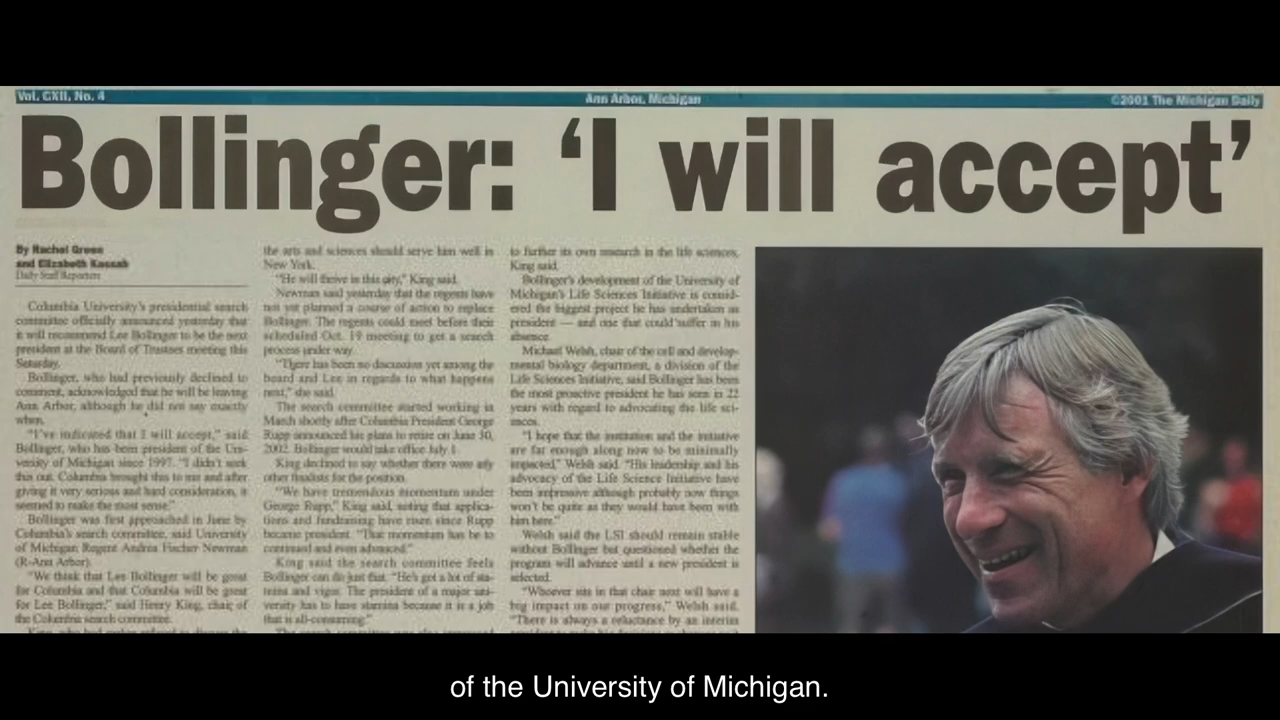 Vol. CXII, No. 4
Ann Arbor, Michigan
©2001 The Michigan Daily
Bollinger: 'I will accept'
By Rachel Green
and Elizabeth Kassab
Daily Staff Reporters
Columbia University's presidential search
committee officially announced yesterday that
it will recommend Lee Bollinger to be the next
president at the Board of Trustees meeting this
Saturday.
Bollinger, who had previously declined to
comment, acknowledged that he will be leaving
Ann Arbor, although he did not say exactly
when.
"I've indicated that I will accept," said
Bollinger, who has been president of the Uni-
versity of Michigan since 1997. "I didn't seek
this out. Columbia brought this to me and after
giving it very serious and hard consideration, it
seemed to make the most sense."
Bollinger was first approached in June by
Columbia's search committee, said University
of Michigan Regent Andrea Fischer Newman
(R-Ann Arbor).
"We think that Lee Bollinger will be great
for Columbia and that Columbia will be great
for Lee Bollinger," said Henry King, chair of
the Columbia search committee.
the arts and sciences should serve him well in
New York.
"He will thrive in this city," King said.
Newman said yesterday that the regents have
not yet planned a course of action to replace
Bollinger. The regents could meet before their
scheduled Oct. 19 meeting to get a search
process under way.
"There has been no discussion yet among the
board and Lee in regards to what happens
next," she said.
The search committee started working in
March shortly after Columbia President George
Rupp announced his plans to retire on June 30,
2002. Bollinger would take office July 1.
King declined to say whether there were any
other finalists for the position.
"We have tremendous momentum under
George Rupp," King said, noting that applica-
tions and fundraising have risen since Rupp
became president. "That momentum has to be
continued and even advanced."
King said the search committee feels
Bollinger can do just that. "He's got a lot of sta-
mina and vigor. The president of a major uni-
versity has to have stamina because it is a job
that is all-consuming."
to further its own research in the life sciences,
King said.
Bollinger's development of the University of
Michigan's Life Sciences Initiative is consid-
ered the biggest project he has undertaken as
president — and one that could suffer in his
absence.
Michael Welsh, chair of the cell and develop-
mental biology department, a division of the
Life Sciences Initiative, said Bollinger has been
the most proactive president he has seen in 22
years with regard to advocating the life sci-
ences.
"I hope that the institution and the initiative
are far enough along now to be minimally
impacted," Welsh said. "His leadership and his
advocacy of the Life Science Initiative have
been impressive although probably now things
won't be quite as they would have been with
him here."
Welsh said the LSI should remain stable
without Bollinger but questioned whether the
program will advance until a new president is
selected.
"Whoever sits in that chair next will have a
big impact on our progress," Welsh said.
"There is always a reluctance by an interim
of the University of Michigan.